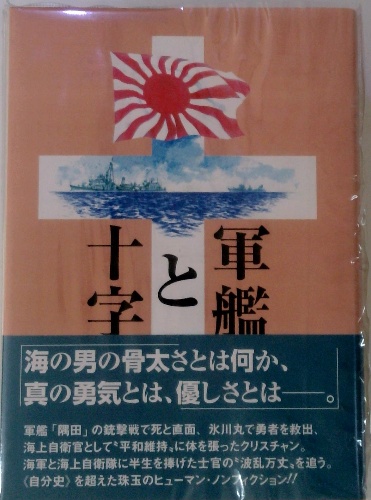 軍艦
と
十字
「海の男の骨太さとは何か、
真の勇気とは、優しさとは——。」
軍艦「隅田」の銃撃戦で死と直面、氷川丸で勇者を救出、
海上自衛官として〝平和維持〟に体を張ったクリスチャン。
海軍と海上自衛隊に半生を捧げた士官の〝波乱万丈〟を追う。
〈自分史〉を超えた珠玉のヒューマン・ノンフィクション!!